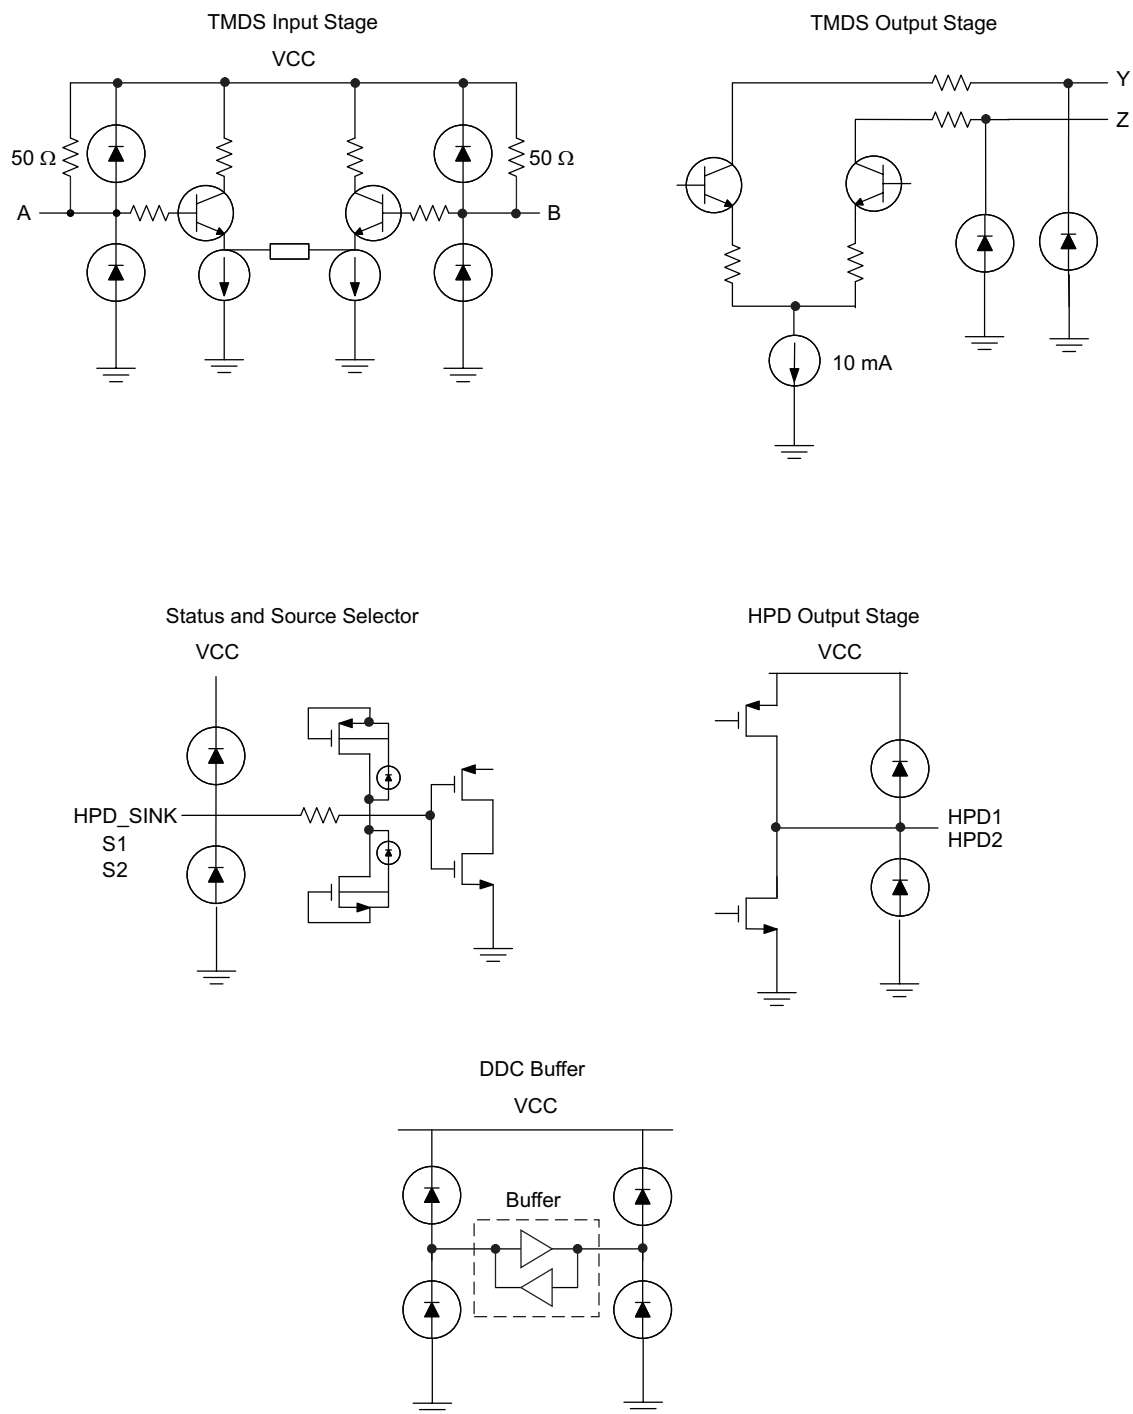 TMDS Input Stage
VCC
50 Ω
50 Ω
A
B
TMDS Output Stage
Y
Z
10 mA
Status and Source Selector
VCC
HPD_SINK
S1
S2
HPD Output Stage
VCC
HPD1
HPD2
DDC Buffer
VCC
Buffer